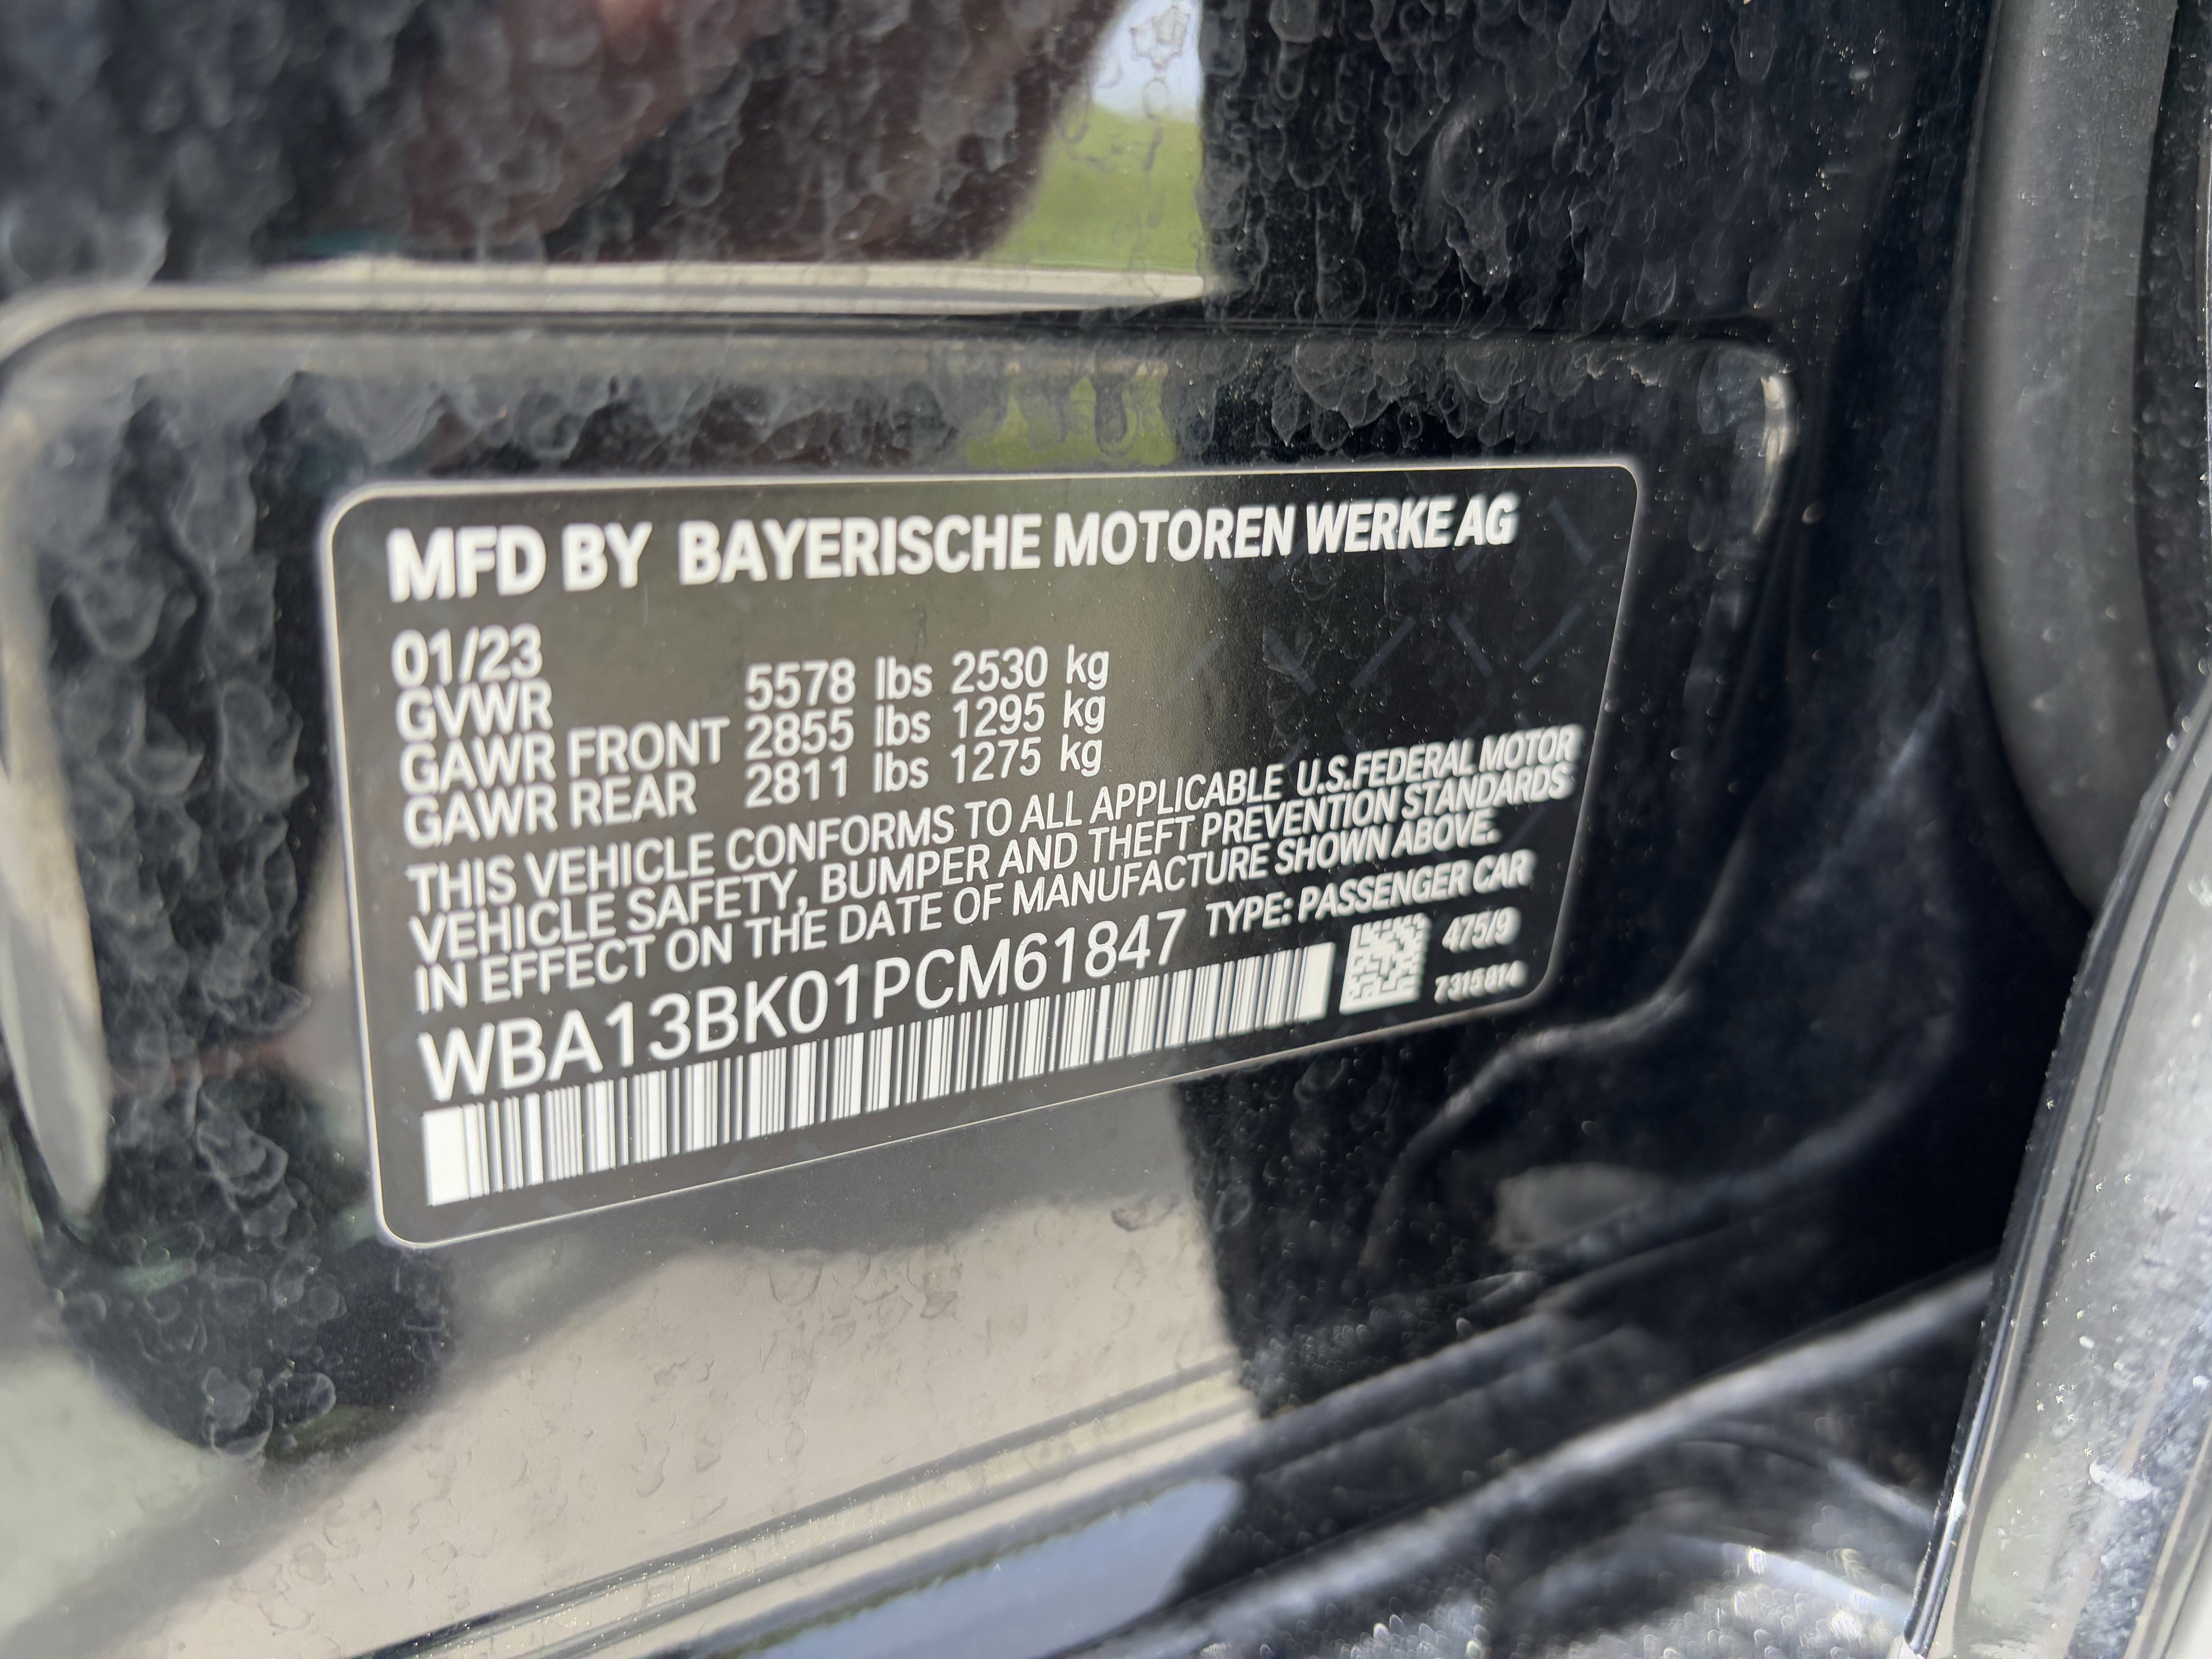 MFD BY BAYERISCHE MOTOREN WERKE AG
01/23
GVWR 5578 lbs 2530 kg
GAWR FRONT 2855 lbs 1295 kg
GAWR REAR 2811 lbs 1275 kg
THIS VEHICLE CONFORMS TO ALL APPLICABLE U.S.FEDERAL MOTOR
VEHICLE SAFETY, BUMPER AND THEFT PREVENTION STANDARDS
IN EFFECT ON THE DATE OF MANUFACTURE SHOWN ABOVE.
WBA13BK01PCM61847 TYPE: PASSENGER CAR
475/9